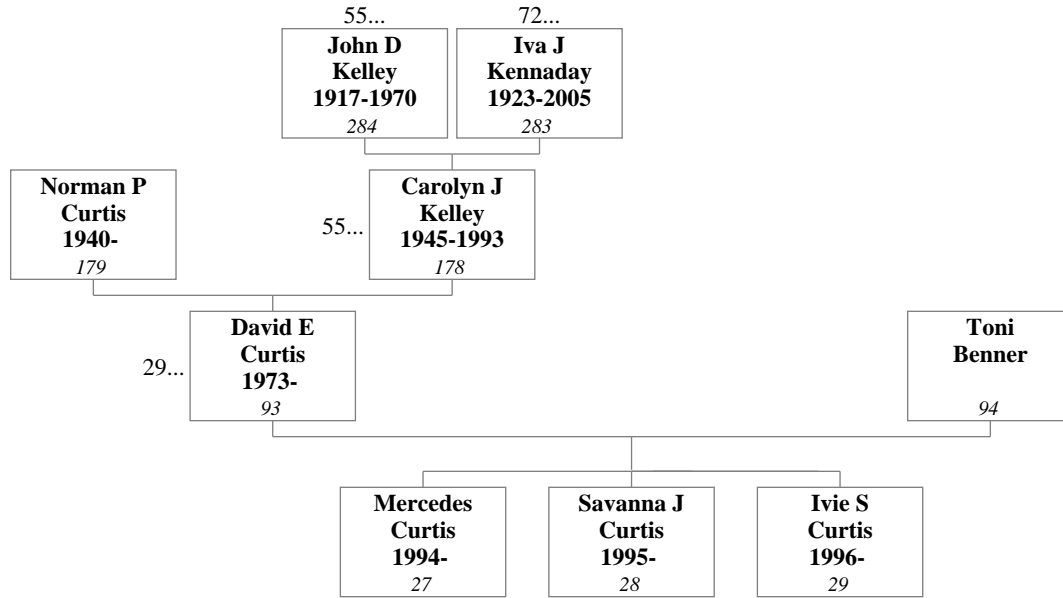 55...
John D
Kelley
1917-1970
284
72...
Iva J
Kennaday
1923-2005
283
Norman P
Curtis
1940-
179
55...
Carolyn J
Kelley
1945-1993
178
29...
David E
Curtis
1973-
93
Toni
Benner
94
Mercedes
Curtis
1994-
27
Savanna J
Curtis
1995-
28
Ivie S
Curtis
1996-
29